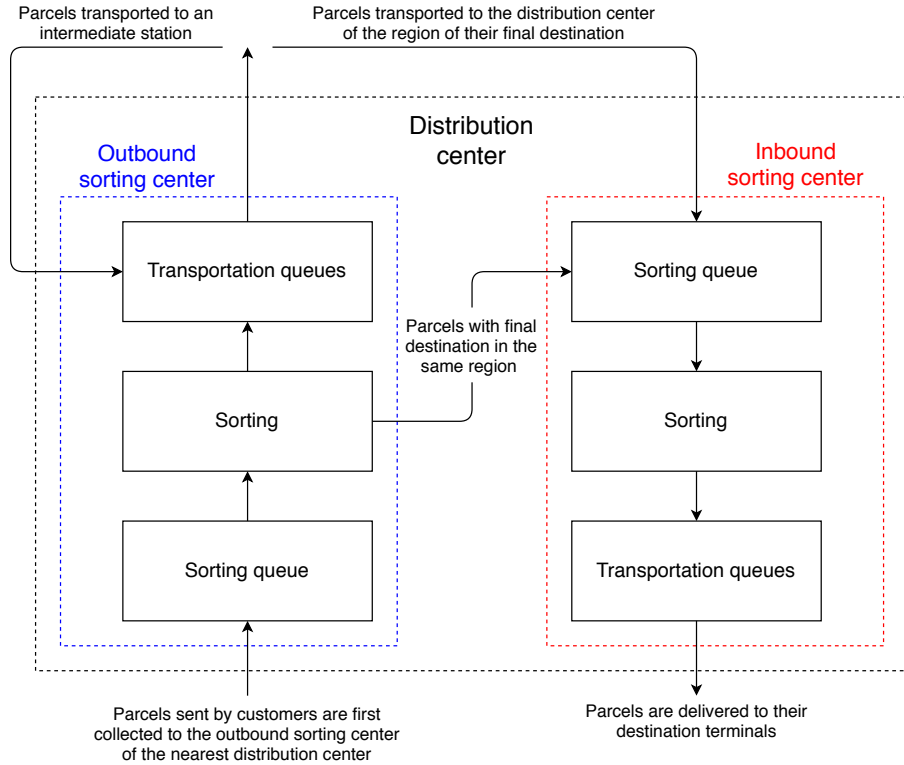 Parcels transported to an
intermediate station
Parcels transported to the distribution center
of the region of their final destination
Distribution
center
Outbound
sorting center
Inbound
sorting center
Transportation queues
Sorting queue
Parcels with final
destination in the
same region
Sorting
Sorting
Sorting queue
Transportation queues
Parcels sent by customers are first
collected to the outbound sorting center
of the nearest distribution center
Parcels are delivered to their
destination terminals